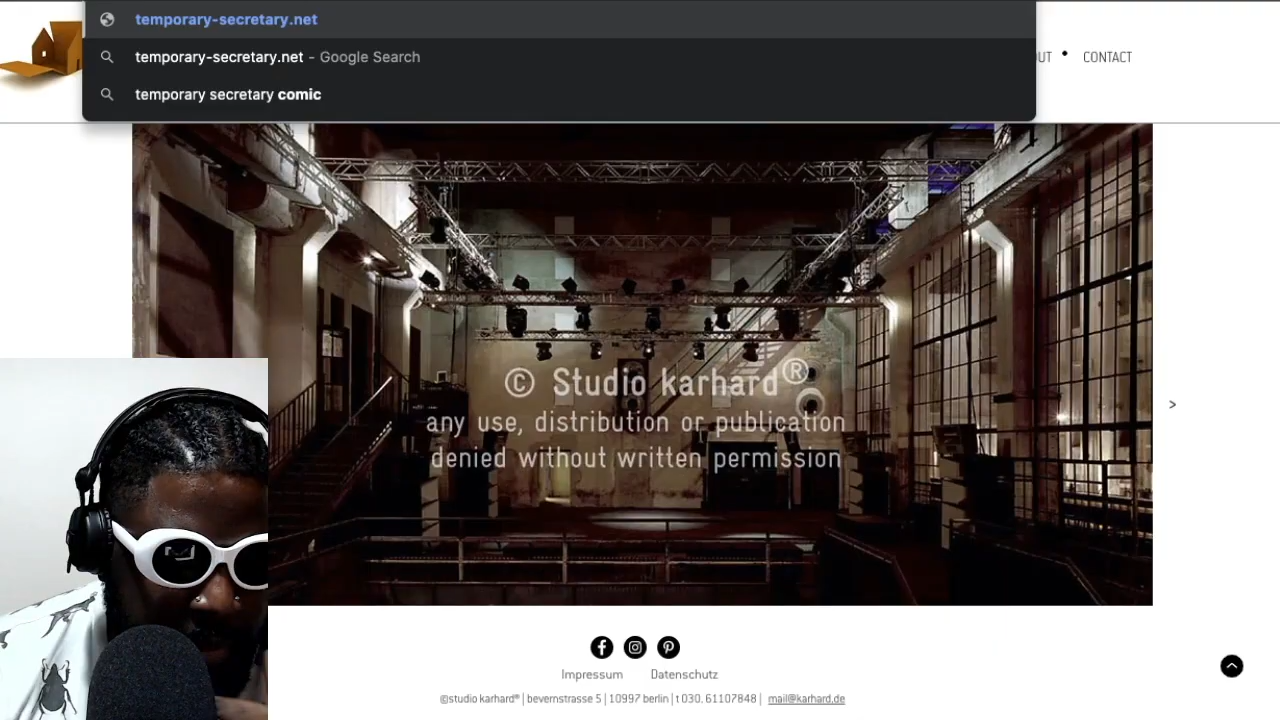 temporary-secretary.net
temporary-secretary.net - Google Search
temporary secretary comic
OUT • CONTACT
© Studio karhard®
any use, distribution or publication
denied without written permission
>
Impressum Datenschutz
©studio karhard® | bevernstrasse 5 | 10997 berlin | t 030. 61107848 | mail@karhard.de